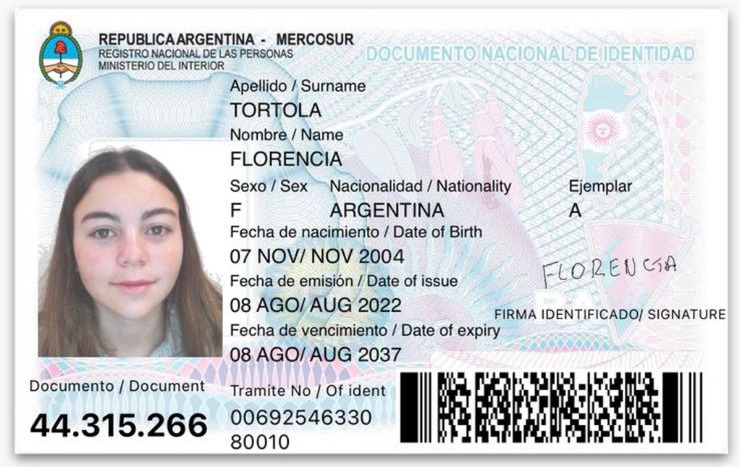 REPUBLICA ARGENTINA - MERCOSUR
REGISTRO NACIONAL DE LAS PERSONAS
MINISTERIO DEL INTERIOR
DOCUMENTO NACIONAL DE IDENTIDAD
Apellido / Surname
TORTOLA
Nombre / Name
FLORENCIA
Sexo / Sex Nacionalidad / Nationality Ejemplar
F ARGENTINA A
Fecha de nacimiento / Date of Birth
07 NOV/ NOV 2004
Fecha de emisión / Date of issue
08 AGO/ AUG 2022
FLORENCIA
FIRMA IDENTIFICADO/ SIGNATURE
Fecha de vencimiento / Date of expiry
08 AGO/ AUG 2037
Documento / Document
44.315.266
Tramite No / Of ident
00692546330
80010